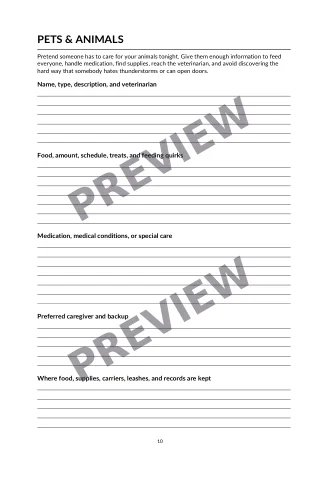 PETS & ANIMALS
Pretend someone has to care for your animals tonight. Give them enough information to feed
everyone, handle medication, find supplies, reach the veterinarian, and avoid discovering the
hard way that somebody hates thunderstorms or can open doors.
Name, type, description, and veterinarian
PREVIEW
Food, amount, schedule, treats, and feeding quirks
Medication, medical conditions, or special care
PREVIEW
Preferred caregiver and backup
Where food, supplies, carriers, leashes, and records are kept
10